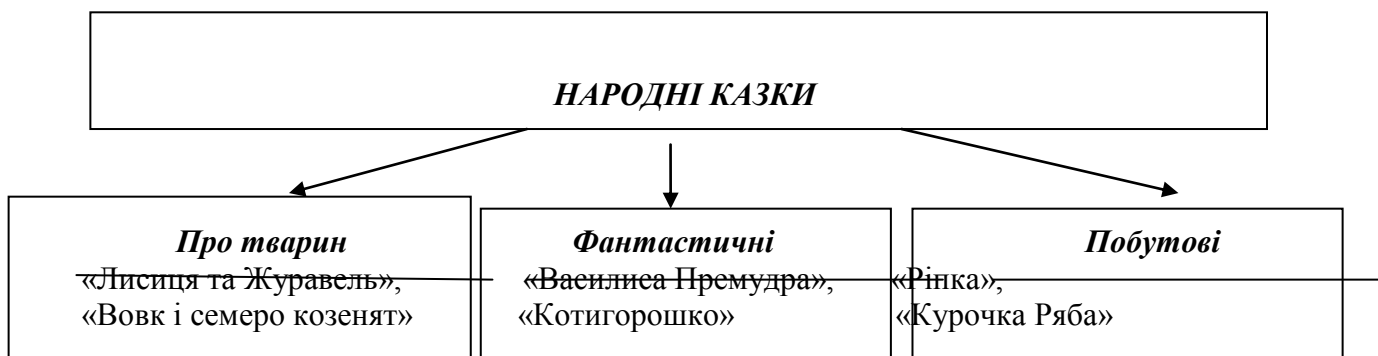 НАРОДНІ КАЗКИ
Про тварин Фантастичні Побутові
«Лисиця та Журавель», «Василиса Премудра», «Ріпка»,
«Вовк і семеро козенят» «Котигорошко» «Курочка Ряба»